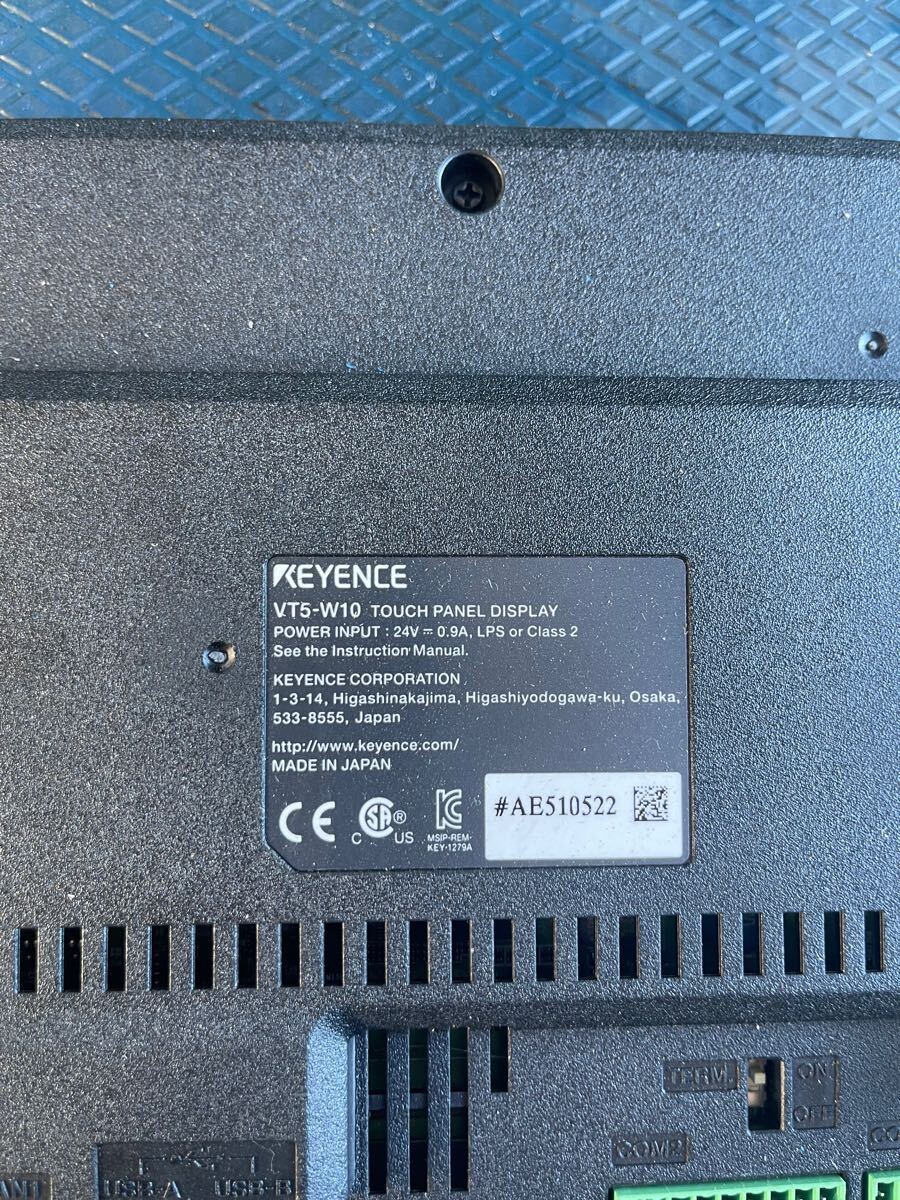 KEYENCE
VT5-W10 TOUCH PANEL DISPLAY
POWER INPUT : 24V ⎓ 0.9A, LPS or Class 2
See the Instruction Manual.
KEYENCE CORPORATION
1-3-14, Higashinakajima, Higashiyodogawa-ku, Osaka,
533-8555, Japan
http://www.keyence.com/
MADE IN JAPAN
CE
C SA ® US
KC
MSIP-REM-
KEY-1279A
#AE510522
TERM.
ON
OFF
COM2
USB-A USB-B